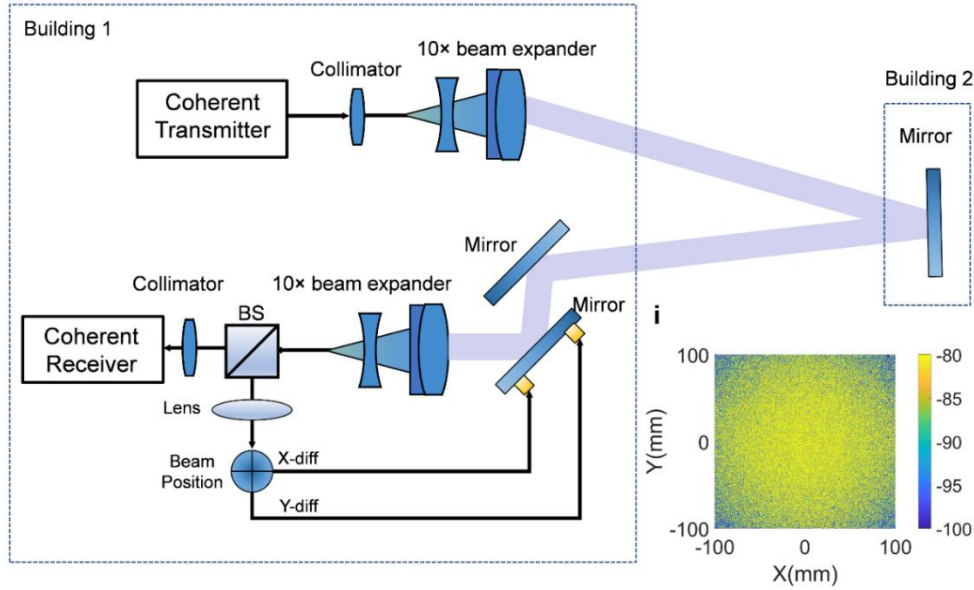 Building 1
10× beam expander
Collimator
Coherent
Transmitter
Building 2
Mirror
Mirror
Collimator
BS
10× beam expander
Mirror
Coherent
Receiver
Lens
Beam
Position
X-diff
Y-diff
i
100
0
-100
Y(mm)
-100
0
100
X(mm)
-80
-85
-90
-95
-100